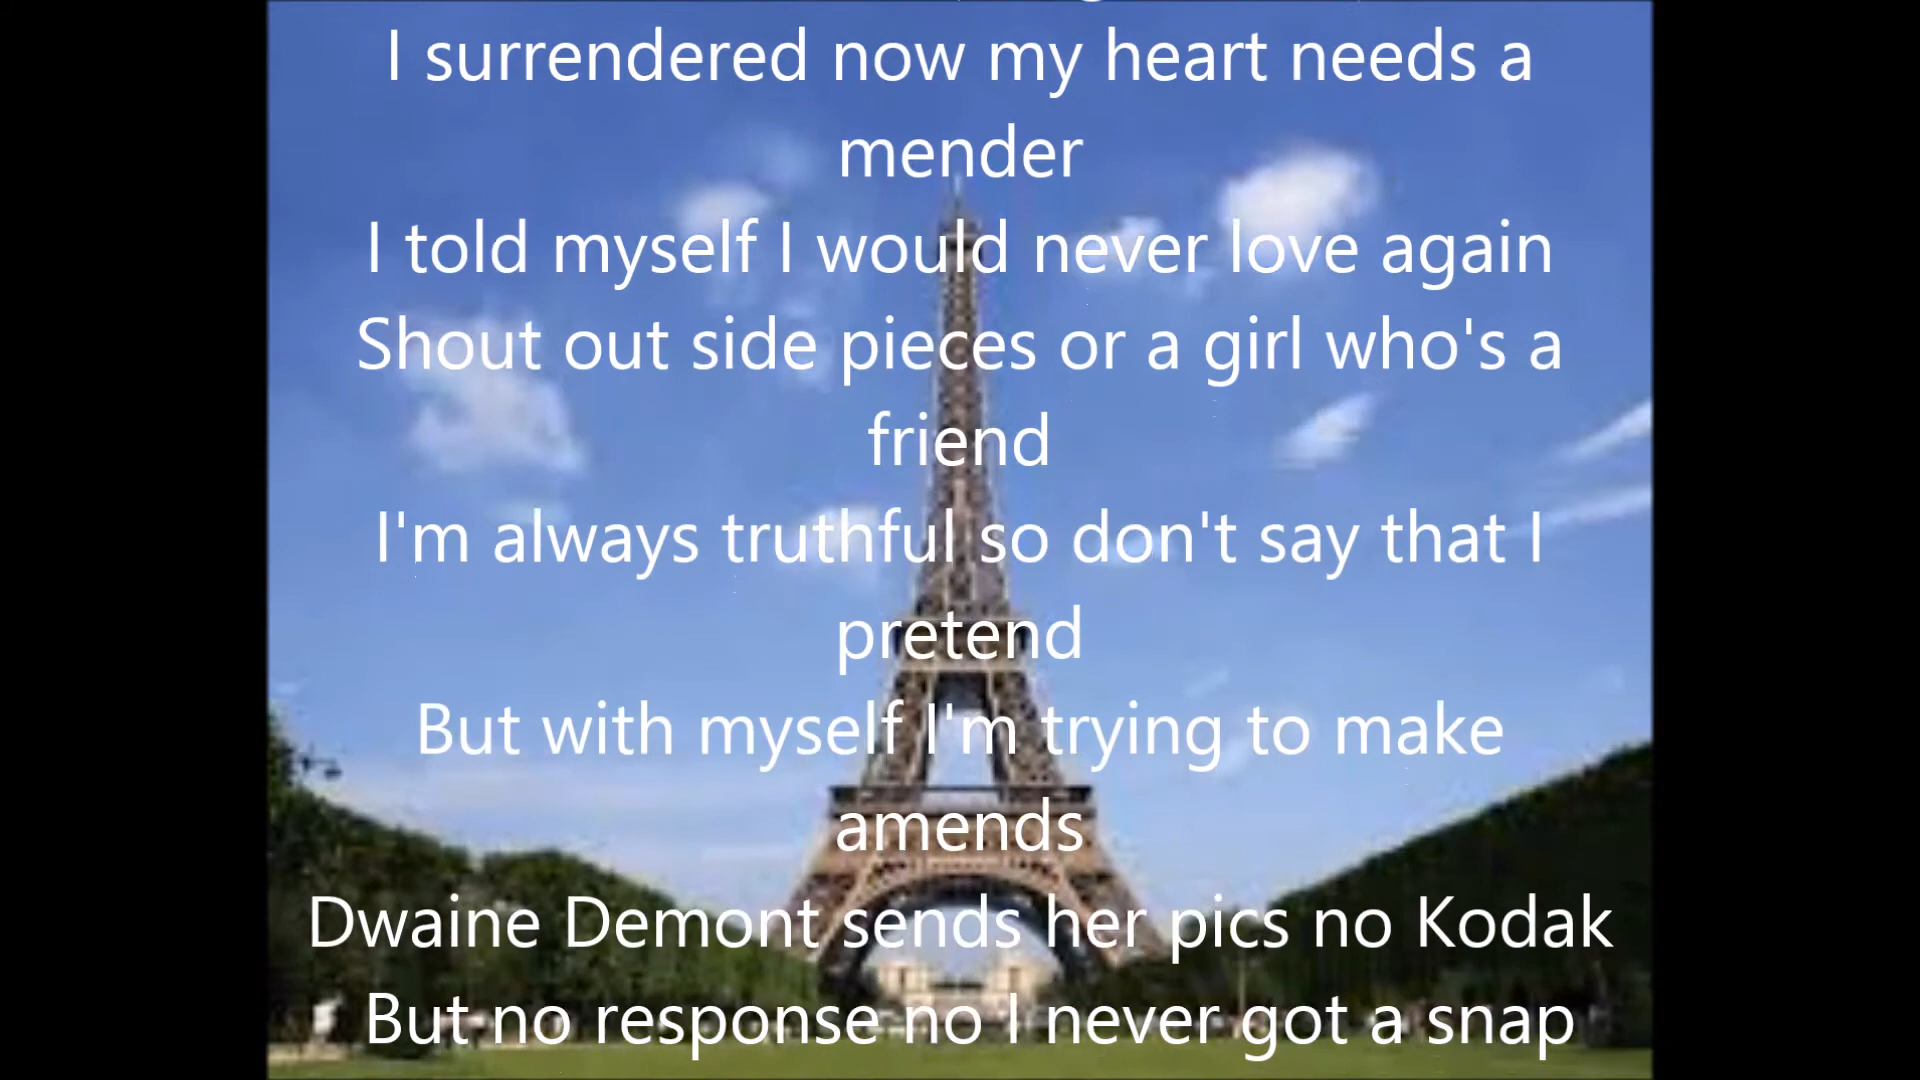 I surrendered now my heart needs a
mender
I told myself I would never love again
Shout out side pieces or a girl who's a
friend
I'm always truthful so don't say that I
pretend
But with myself I'm trying to make
amends
Dwaine Demont sends her pics no Kodak
But no response no I never got a snap